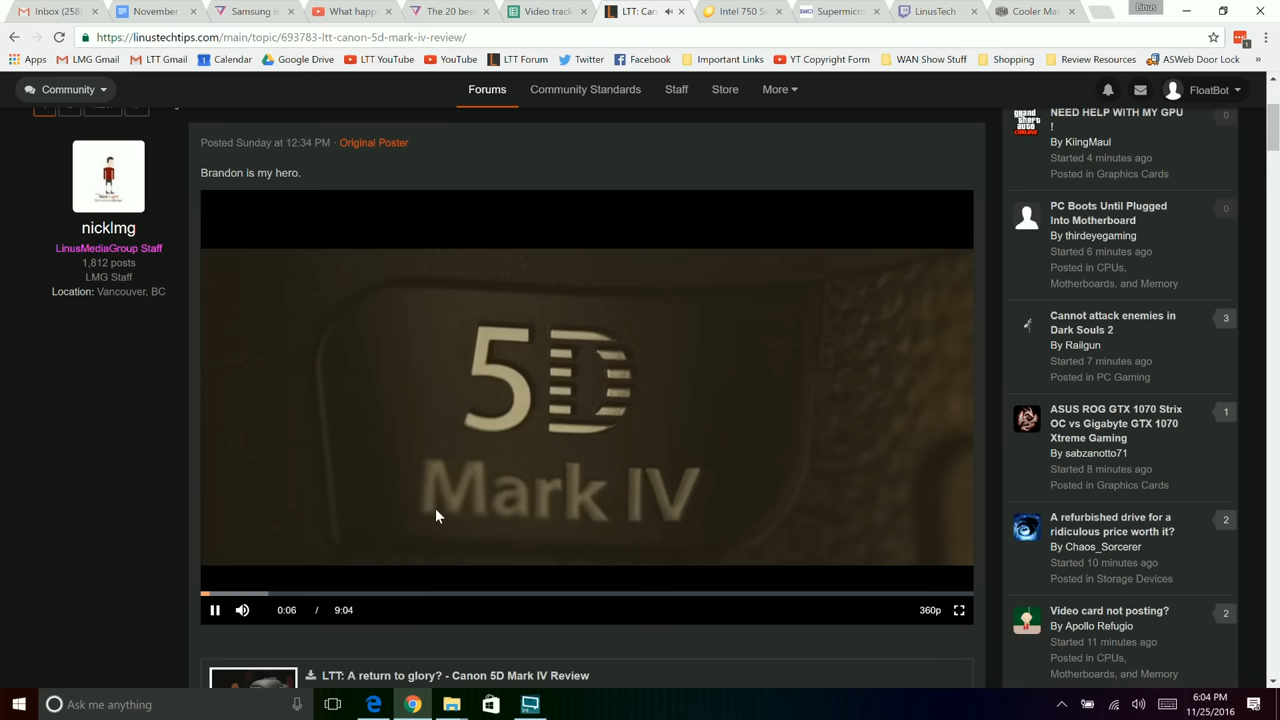 Inbox (258)
November
Samsung is
What happ
The 20 best
Video track
LTT: Can
Intel 750 Se
Supermicro
LinusTech -
Cooler Ma
Linus
https://linustechtips.com/main/topic/693783-ltt-canon-5d-mark-iv-review/
Apps
LMG Gmail
LTT Gmail
Calendar
Google Drive
LTT YouTube
YouTube
LTT Forum
Twitter
Facebook
Important Links
YT Copyright Form
WAN Show Stuff
Shopping
Review Resources
ASWeb Door Lock
»
Community
Forums
Community Standards
Staff
Store
More
FloatBot
Posted Sunday at 12:34 PM · Original Poster
Brandon is my hero.
nicklmg
LinusMediaGroup Staff
1,812 posts
LMG Staff
Location: Vancouver, BC
5D
Mark IV
0:06 / 9:04
360p
LTT: A return to glory? - Canon 5D Mark IV Review
NEED HELP WITH MY GPU
!
0
By KiingMaul
Started 4 minutes ago
Posted in Graphics Cards
PC Boots Until Plugged
Into Motherboard
0
By thirdeyegaming
Started 6 minutes ago
Posted in CPUs,
Motherboards, and Memory
Cannot attack enemies in
Dark Souls 2
3
By Railgun
Started 7 minutes ago
Posted in PC Gaming
ASUS ROG GTX 1070 Strix
OC vs Gigabyte GTX 1070
Xtreme Gaming
1
By sabzanotto71
Started 8 minutes ago
Posted in Graphics Cards
A refurbished drive for a
ridiculous price worth it?
2
By Chaos_Sorcerer
Started 10 minutes ago
Posted in Storage Devices
Video card not posting?
2
By Apollo Refugio
Started 11 minutes ago
Posted in CPUs,
Motherboards, and Memory
Ask me anything
6:04 PM
11/25/2016